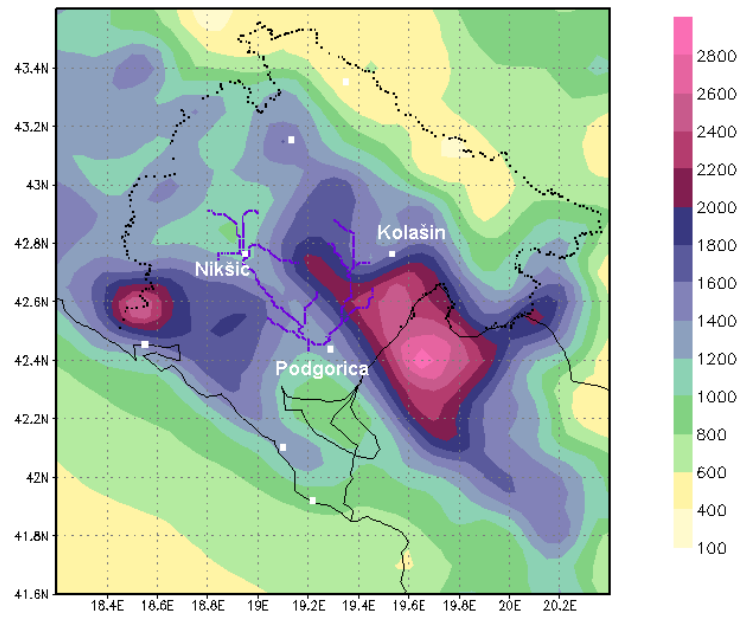 43.4N
43.2N
43N
42.8N
42.6N
42.4N
42.2N
42N
41.8N
41.6N
Kolašin
Nikšić
Podgorica
18.4E 18.6E 18.8E 19E 19.2E 19.4E 19.6E 19.8E 20E 20.2E
2800
2600
2400
2200
2000
1800
1600
1400
1200
1000
800
600
400
100